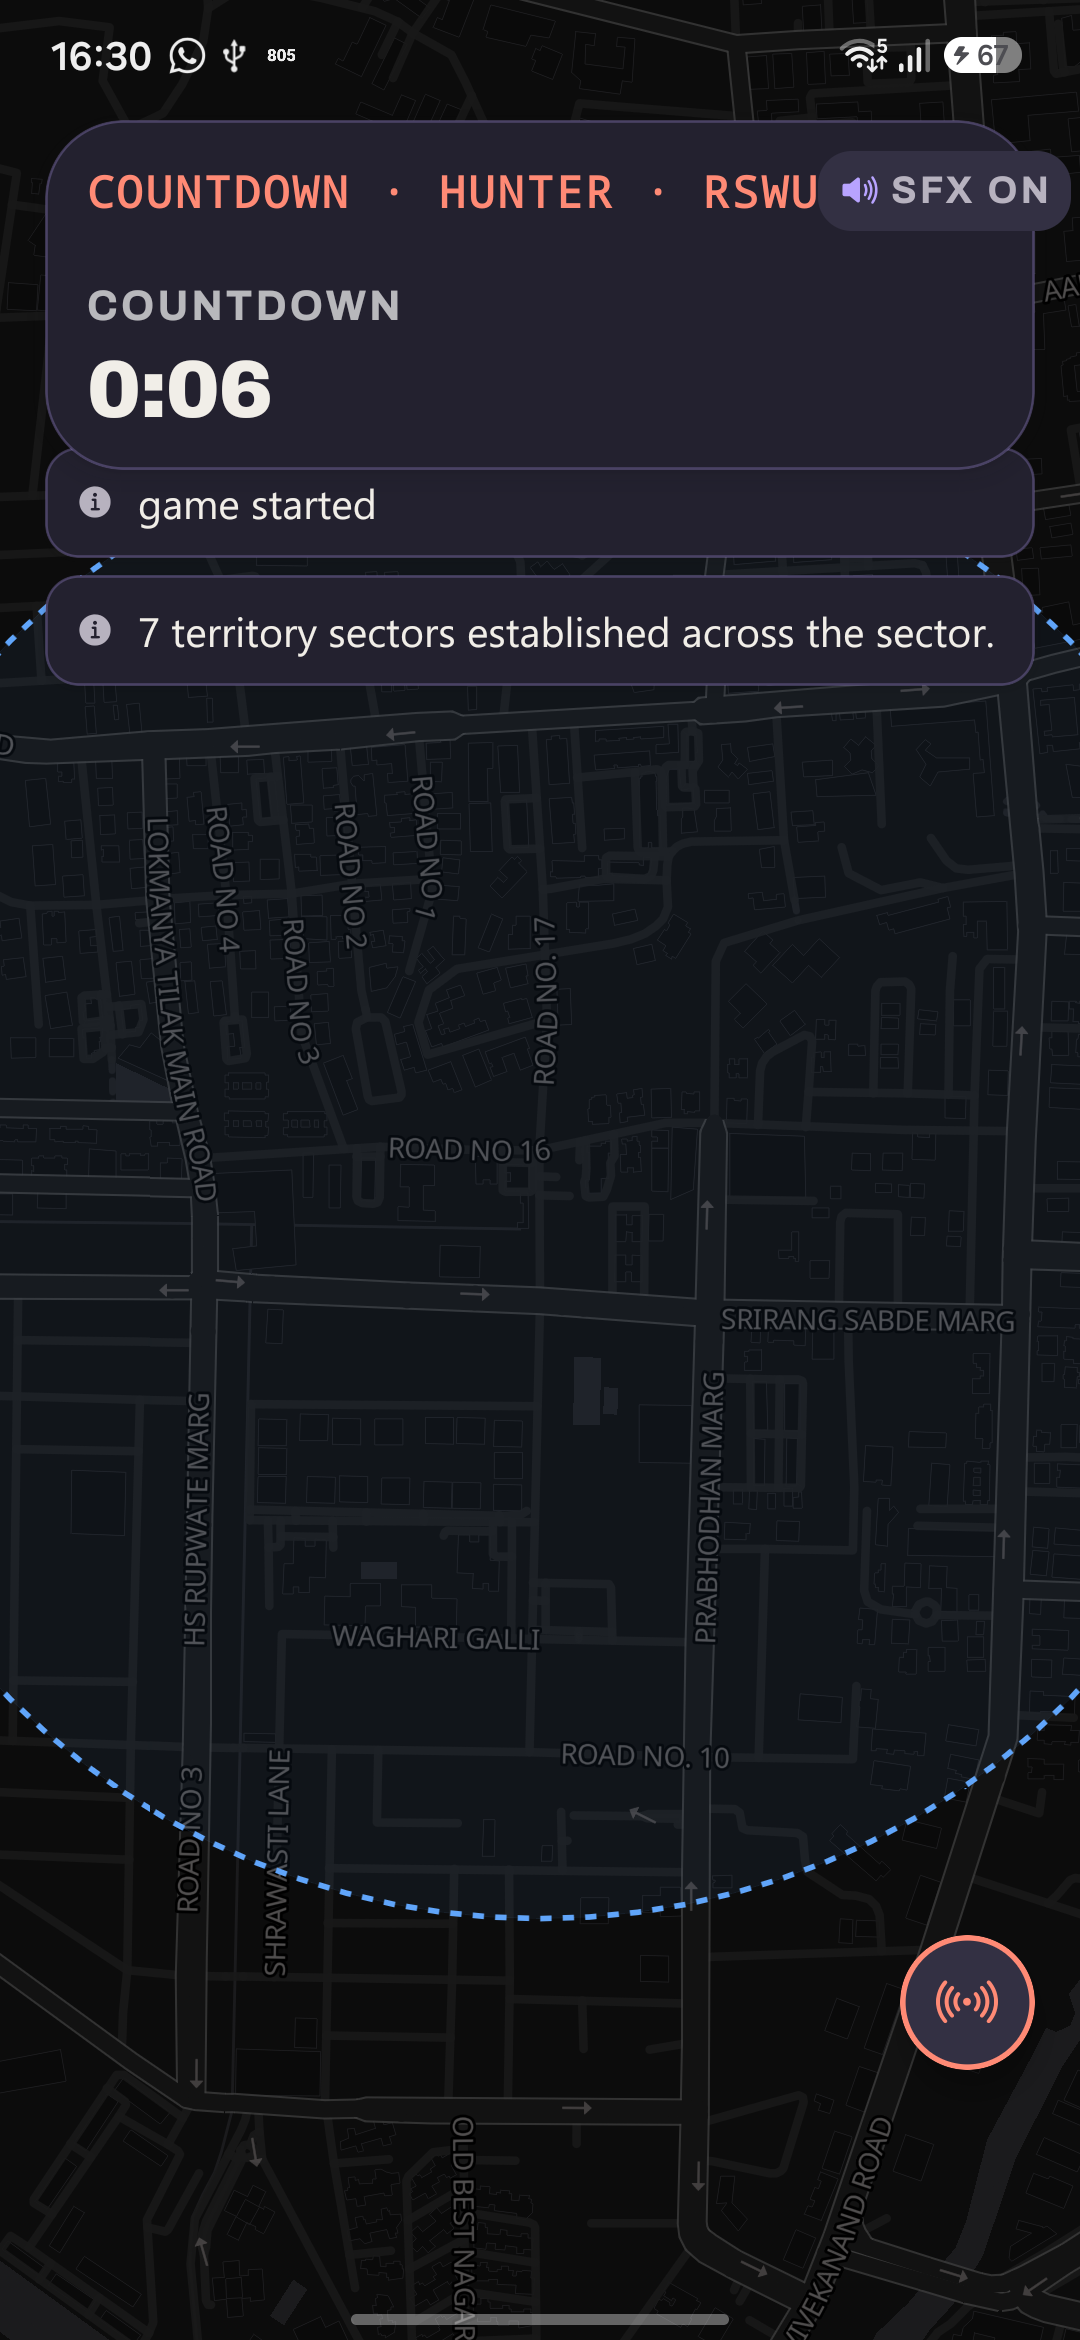 16:30 805 5 67
COUNTDOWN · HUNTER · RSWU
SFX ON
COUNTDOWN
0:06
game started
7 territory sectors established across the sector.
LOKMANYA TILAK MAIN ROAD
ROAD NO 4
ROAD NO 3
ROAD NO 2
ROAD NO 1
ROAD NO. 17
ROAD NO 16
SRIRANG SABDE MARG
HS RUPWATE MARG
PRABHODHAN MARG
WAGHARI GALLI
ROAD NO. 10
ROAD NO 3
SHRAWASTI LANE
OLD BEST NAGAR
VIVEKANAND ROAD